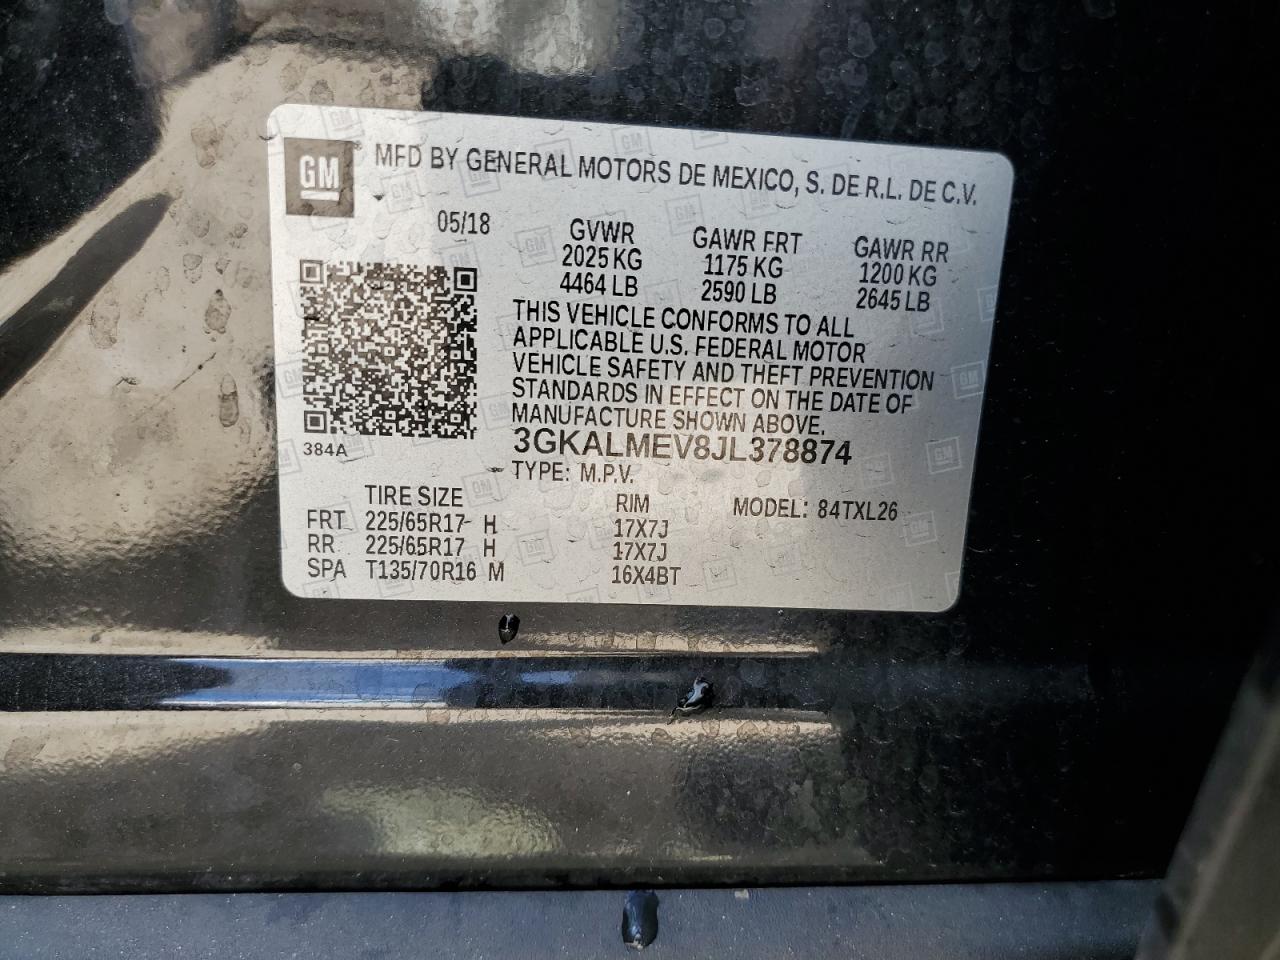 GM
MFD BY GENERAL MOTORS DE MEXICO, S. DE R.L. DE C.V.
05/18
GVWR GAWR FRT GAWR RR
2025 KG 1175 KG 1200 KG
4464 LB 2590 LB 2645 LB
THIS VEHICLE CONFORMS TO ALL
APPLICABLE U.S. FEDERAL MOTOR
VEHICLE SAFETY AND THEFT PREVENTION
STANDARDS IN EFFECT ON THE DATE OF
MANUFACTURE SHOWN ABOVE.
384A
3GKALMEV8JL378874
TYPE: M.P.V.
TIRE SIZE RIM MODEL: 84TXL26
FRT 225/65R17 H 17X7J
RR 225/65R17 H 17X7J
SPA T135/70R16 M 16X4BT